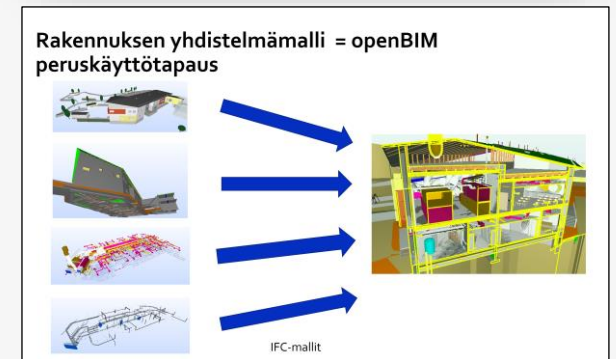 Rakennuksen yhdistelmämalli = openBIM
peruskäyttötapaus
IFC-mallit